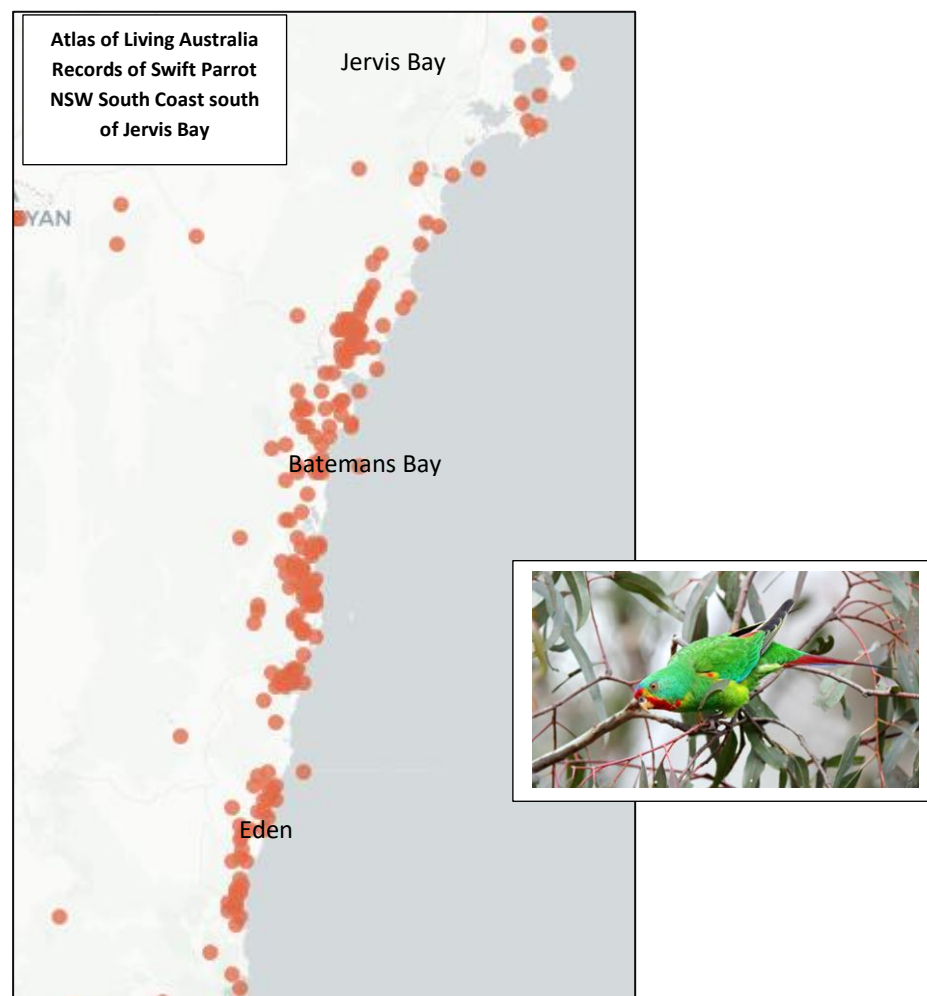 Atlas of Living Australia
Records of Swift Parrot
NSW South Coast south
of Jervis Bay
Jervis Bay
YAN
Batemans Bay
Eden